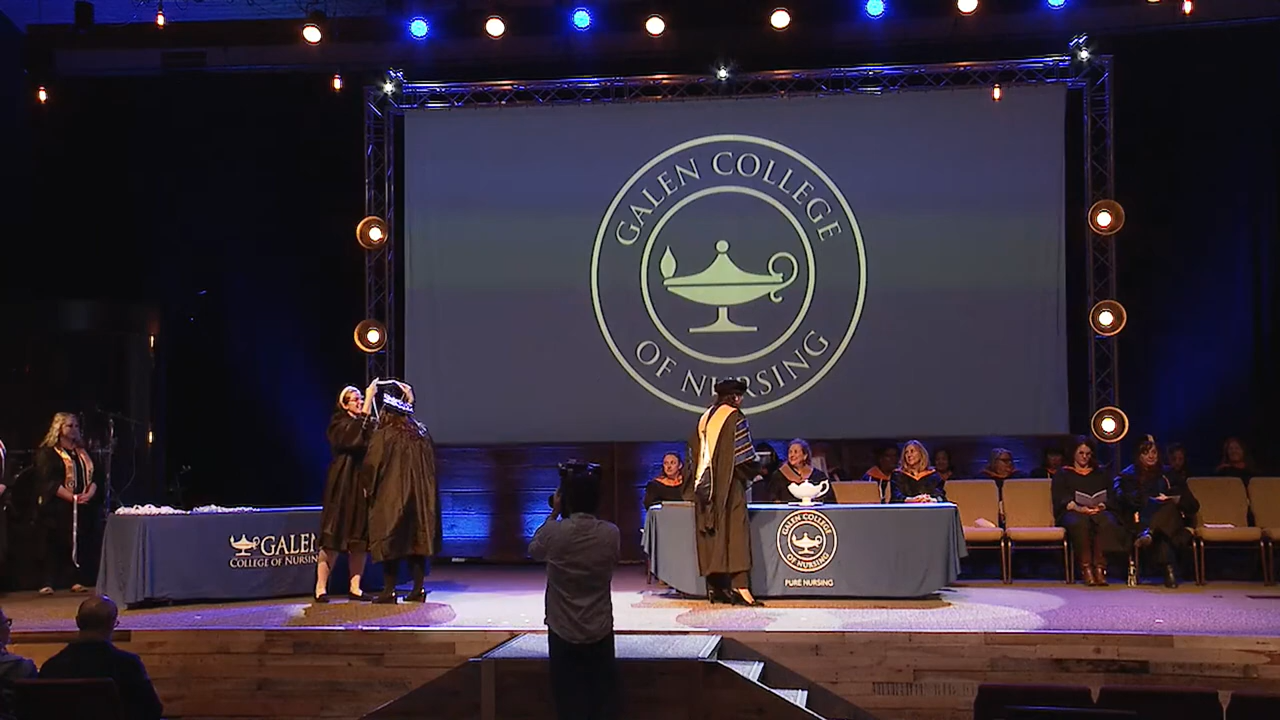 GALEN COLLEGE
OF NURSING
GALEN
COLLEGE OF NURSING
GALEN COLLEGE
OF NURSING
PURE NURSING